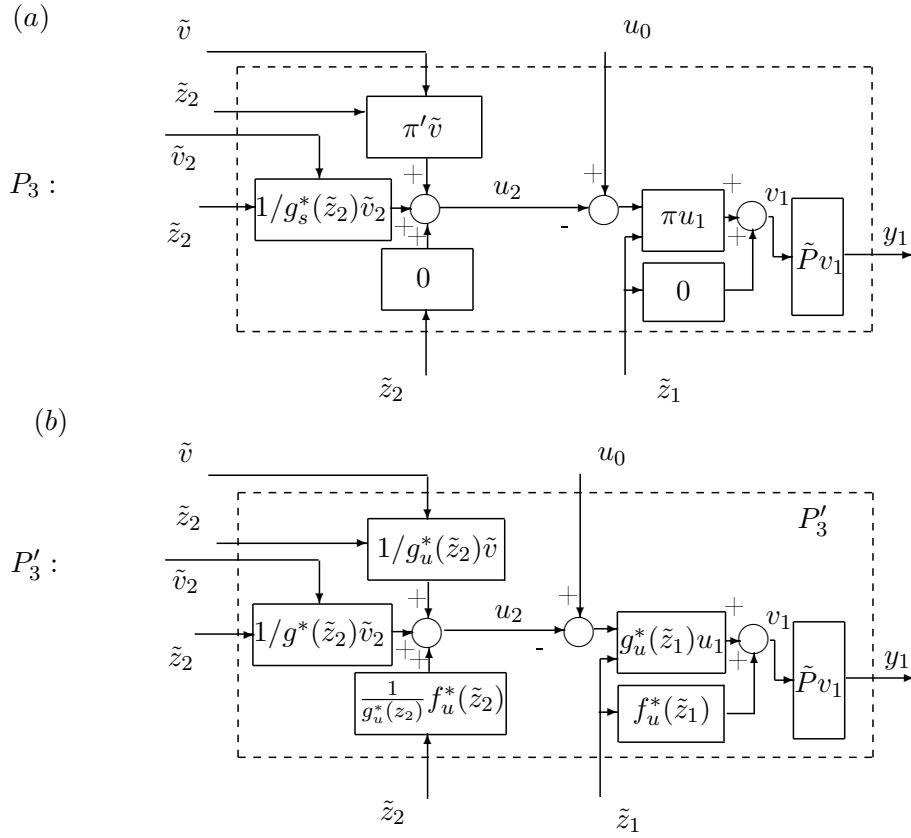 (a)
ṽ
u₀
z̃₂
π′ṽ
ṽ₂
P₃ :
+
+
u₂
+
v₁
1/g*ₛ(z̃₂)ṽ₂
πu₁
y₁
z̃₂
+
+
-
+
P̃v₁
0
0
z̃₂
z̃₁
(b)
ṽ
u₀
z̃₂
P′₃
1/g*ᵤ(z̃₂)ṽ
P′₃ :
ṽ₂
+
+
u₂
+
v₁
1/g*(z̃₂)ṽ₂
g*ᵤ(z̃₁)u₁
y₁
z̃₂
+
+
-
+
P̃v₁
1/g*ᵤ(z₂) f*ᵤ(z̃₂)
f*ᵤ(z̃₁)
z̃₂
z̃₁